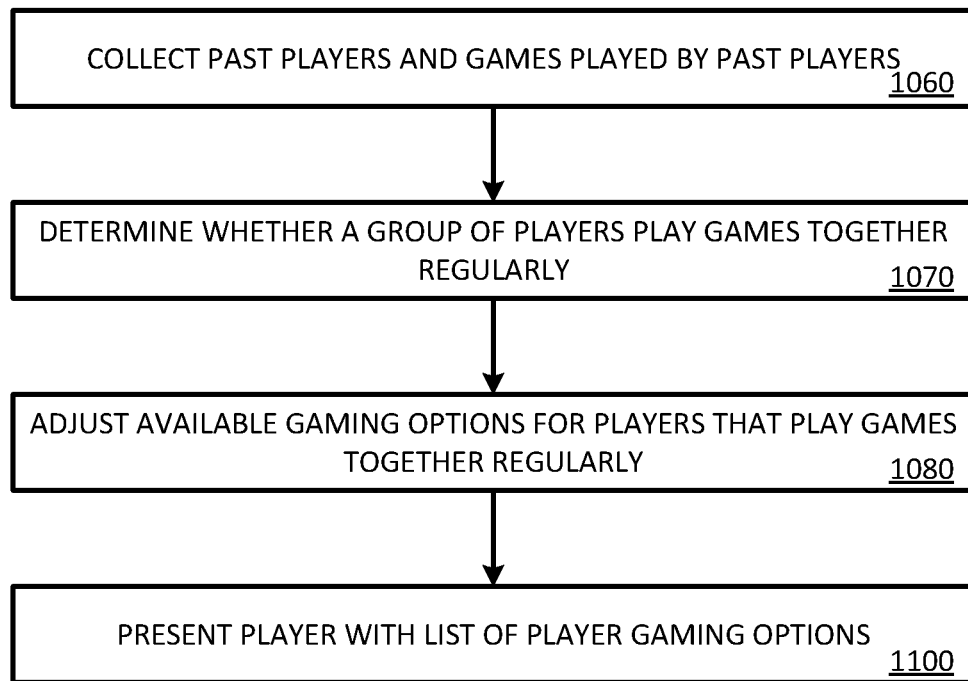 COLLECT PAST PLAYERS AND GAMES PLAYED BY PAST PLAYERS
1060
DETERMINE WHETHER A GROUP OF PLAYERS PLAY GAMES TOGETHER
REGULARLY
1070
ADJUST AVAILABLE GAMING OPTIONS FOR PLAYERS THAT PLAY GAMES
TOGETHER REGULARLY
1080
PRESENT PLAYER WITH LIST OF PLAYER GAMING OPTIONS
1100